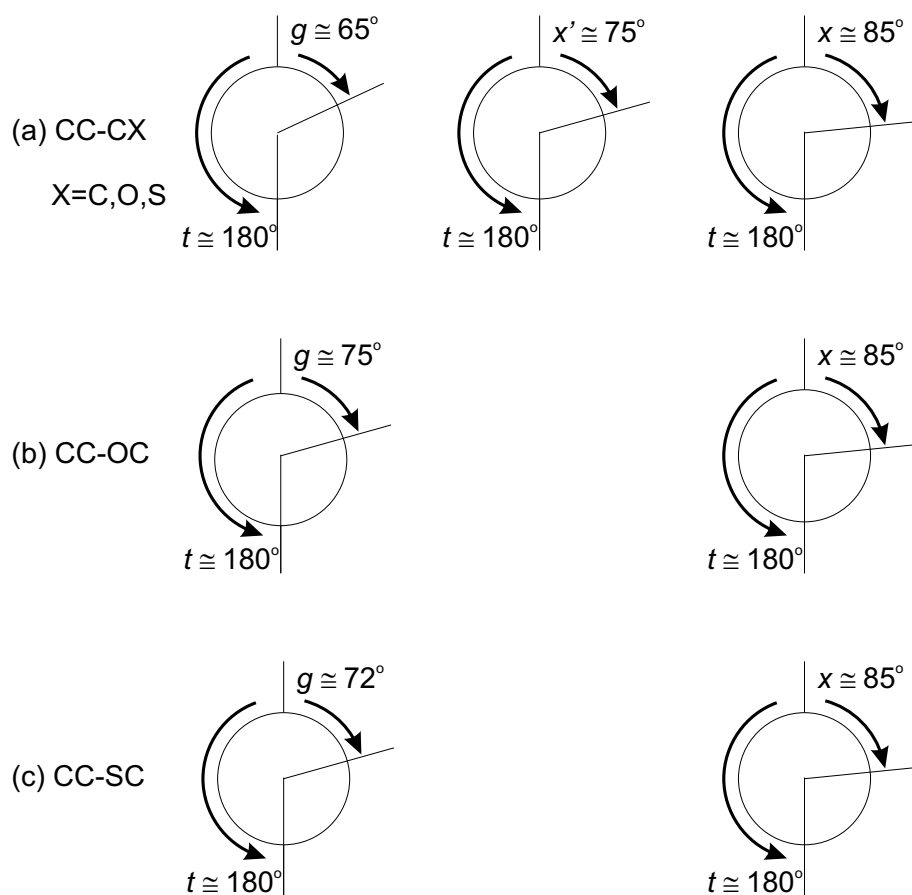 g ≅ 65° x’ ≅ 75° x ≅ 85°
(a) CC-CX
X=C,O,S
t ≅ 180° t ≅ 180° t ≅ 180°
g ≅ 75° x ≅ 85°
(b) CC-OC
t ≅ 180° t ≅ 180°
g ≅ 72° x ≅ 85°
(c) CC-SC
t ≅ 180° t ≅ 180°